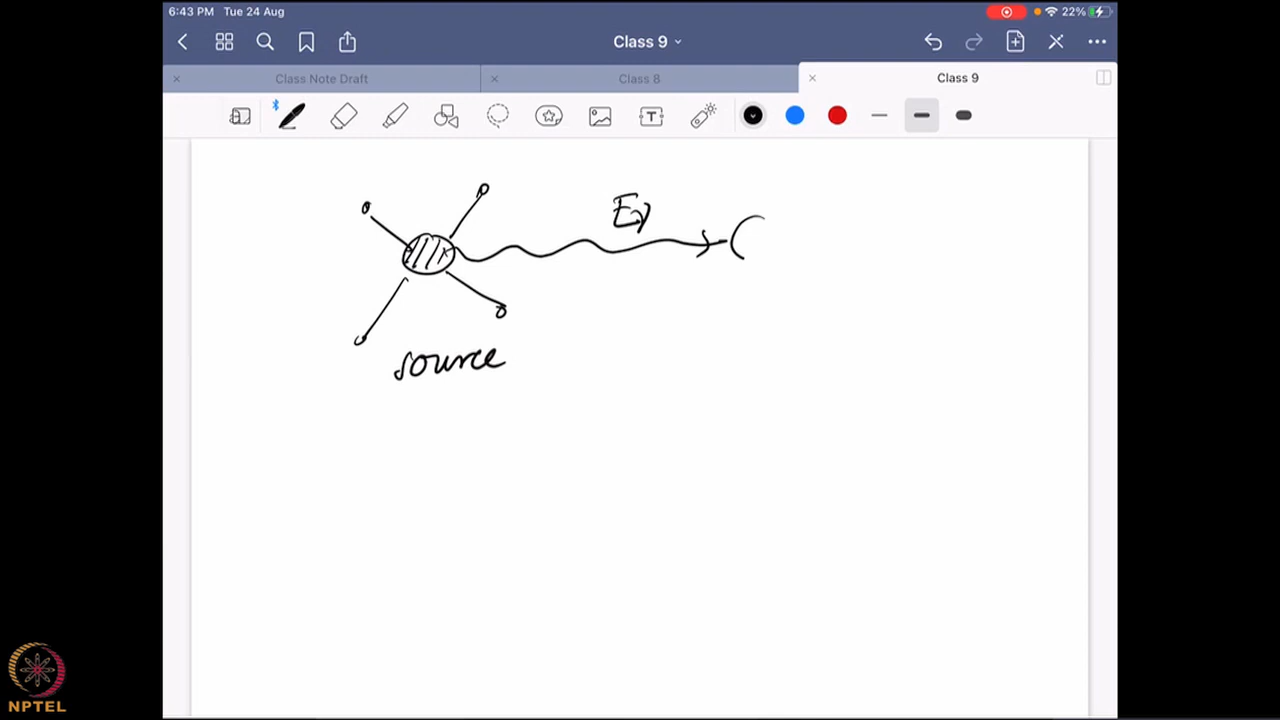 6:43 PM Tue 24 Aug
22%
Class 9
Class Note Draft
Class 8
Class 9
T
Eγ
source
NPTEL